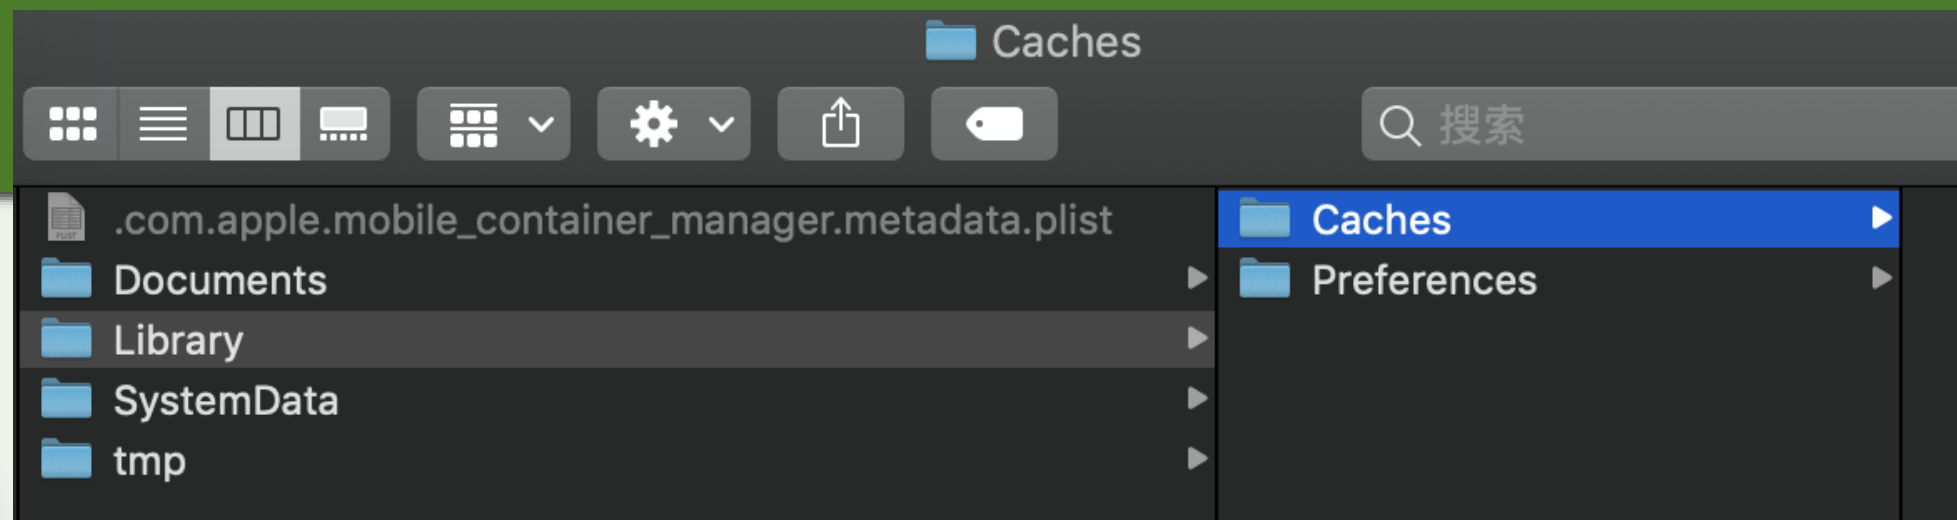 Caches
搜索
.com.apple.mobile_container_manager.metadata.plist
Documents
Library
SystemData
tmp
Caches
Preferences